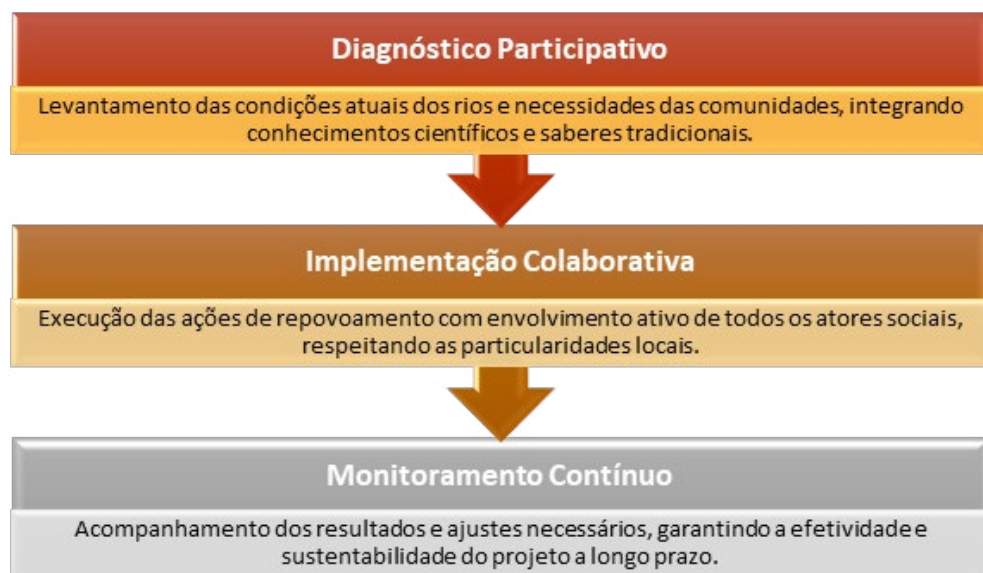 Diagnóstico Participativo
Levantamento das condições atuais dos rios e necessidades das comunidades, integrando
conhecimentos científicos e saberes tradicionais.
Implementação Colaborativa
Execução das ações de repovoamento com envolvimento ativo de todos os atores sociais,
respeitando as particularidades locais.
Monitoramento Contínuo
Acompanhamento dos resultados e ajustes necessários, garantindo a efetividade e
sustentabilidade do projeto a longo prazo.